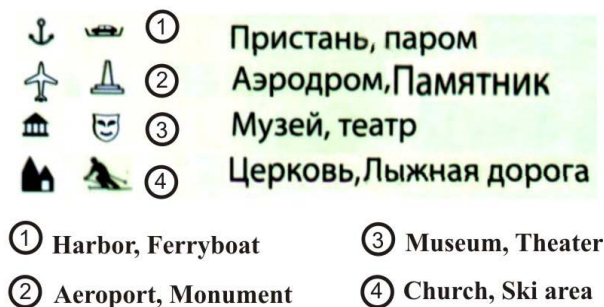 ① Пристань, паром
② Аэродром,Памятник
③ Музей, театр
④ Церковь,Лыжная дорога
① Harbor, Ferryboat
③ Museum, Theater
② Aeroport, Monument
④ Church, Ski area